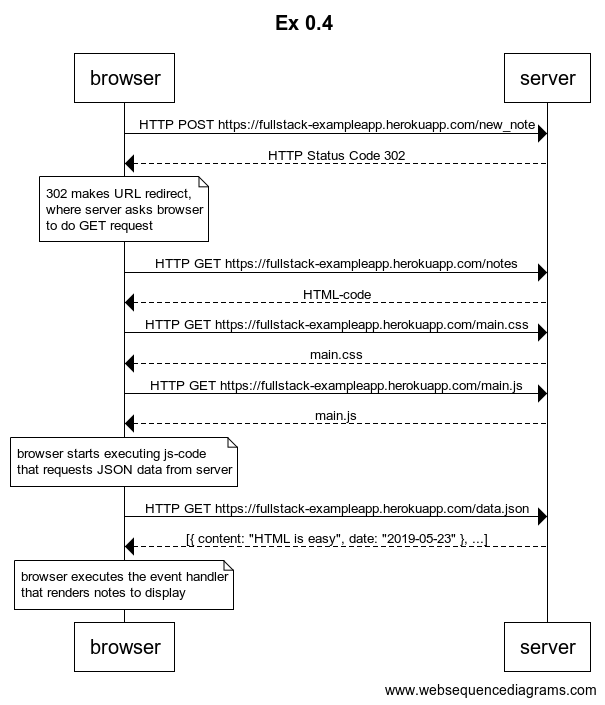 Ex 0.4
browser
server
HTTP POST https://fullstack-exampleapp.herokuapp.com/new_note
HTTP Status Code 302
302 makes URL redirect,
where server asks browser
to do GET request
HTTP GET https://fullstack-exampleapp.herokuapp.com/notes
HTML-code
HTTP GET https://fullstack-exampleapp.herokuapp.com/main.css
main.css
HTTP GET https://fullstack-exampleapp.herokuapp.com/main.js
main.js
browser starts executing js-code
that requests JSON data from server
HTTP GET https://fullstack-exampleapp.herokuapp.com/data.json
[{ content: "HTML is easy", date: "2019-05-23" }, ...]
browser executes the event handler
that renders notes to display
browser
server
www.websequencediagrams.com